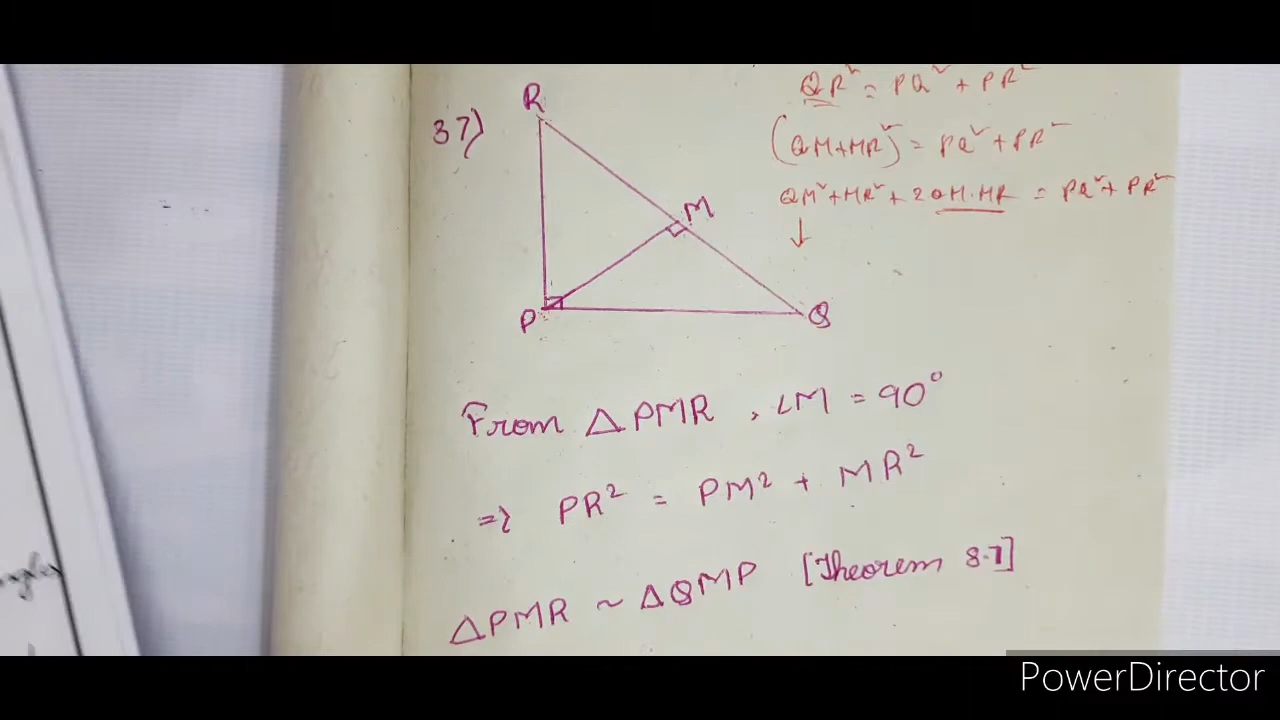 37)
R
M
P
Q
QR² = PQ² + PR²
(QM+MR)² = PQ² + PR²
QM² + MR² + 2QM·MR = PQ² + PR²
↓
From △PMR, ∠M = 90°
⇒ PR² = PM² + MR²
△PMR ~ △QMP [Theorem 8.7]
PowerDirector